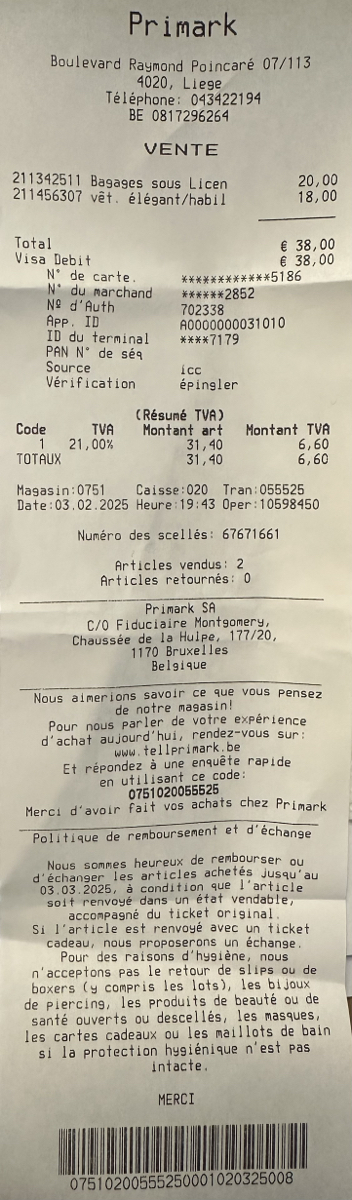 Primark
Boulevard Raymond Poincaré 07/113
4020, Liege
Téléphone: 043422194
BE 0817296264
VENTE
211342511 Bagages sous Licen 20,00
211456307 vêt. élégant/habil 18,00
Total € 38,00
Visa Debit € 38,00
N° de carte. ************5186
N° du marchand ******2852
Nº d'Auth 702338
App. ID A0000000031010
ID du terminal ****7179
PAN N° de séq
Source icc
Vérification épingler
(Résumé TVA)
Code TVA Montant art Montant TVA
1 21,00% 31,40 6,60
TOTAUX 31,40 6,60
Magasin:0751 Caisse:020 Tran:055525
Date:03.02.2025 Heure:19:43 Oper:10598450
Numéro des scellés: 67671661
Articles vendus: 2
Articles retournés: 0
Primark SA
C/O Fiduciaire Montgomery,
Chaussée de la Hulpe, 177/20,
1170 Bruxelles
Belgique
Nous aimerions savoir ce que vous pensez
de notre magasin!
Pour nous parler de votre expérience
d'achat aujourd'hui, rendez-vous sur:
www.tellprimark.be
Et répondez à une enquête rapide
en utilisant ce code:
0751020055525
Merci d'avoir fait vos achats chez Primark
Politique de remboursement et d'échange
Nous sommes heureux de rembourser ou
d'échanger les articles achetés jusqu'au
03.03.2025, à condition que l'article
soit renvoyé dans un état vendable,
accompagné du ticket original.
Si l'article est renvoyé avec un ticket
cadeau, nous proposerons un échange.
Pour des raisons d'hygiène, nous
n'acceptons pas le retour de slips ou de
boxers (y compris les lots), les bijoux
de piercing, les produits de beauté ou de
santé ouverts ou descellés, les masques,
les cartes cadeaux ou les maillots de bain
si la protection hygiénique n'est pas
intacte.
MERCI
07510200555250001020325008